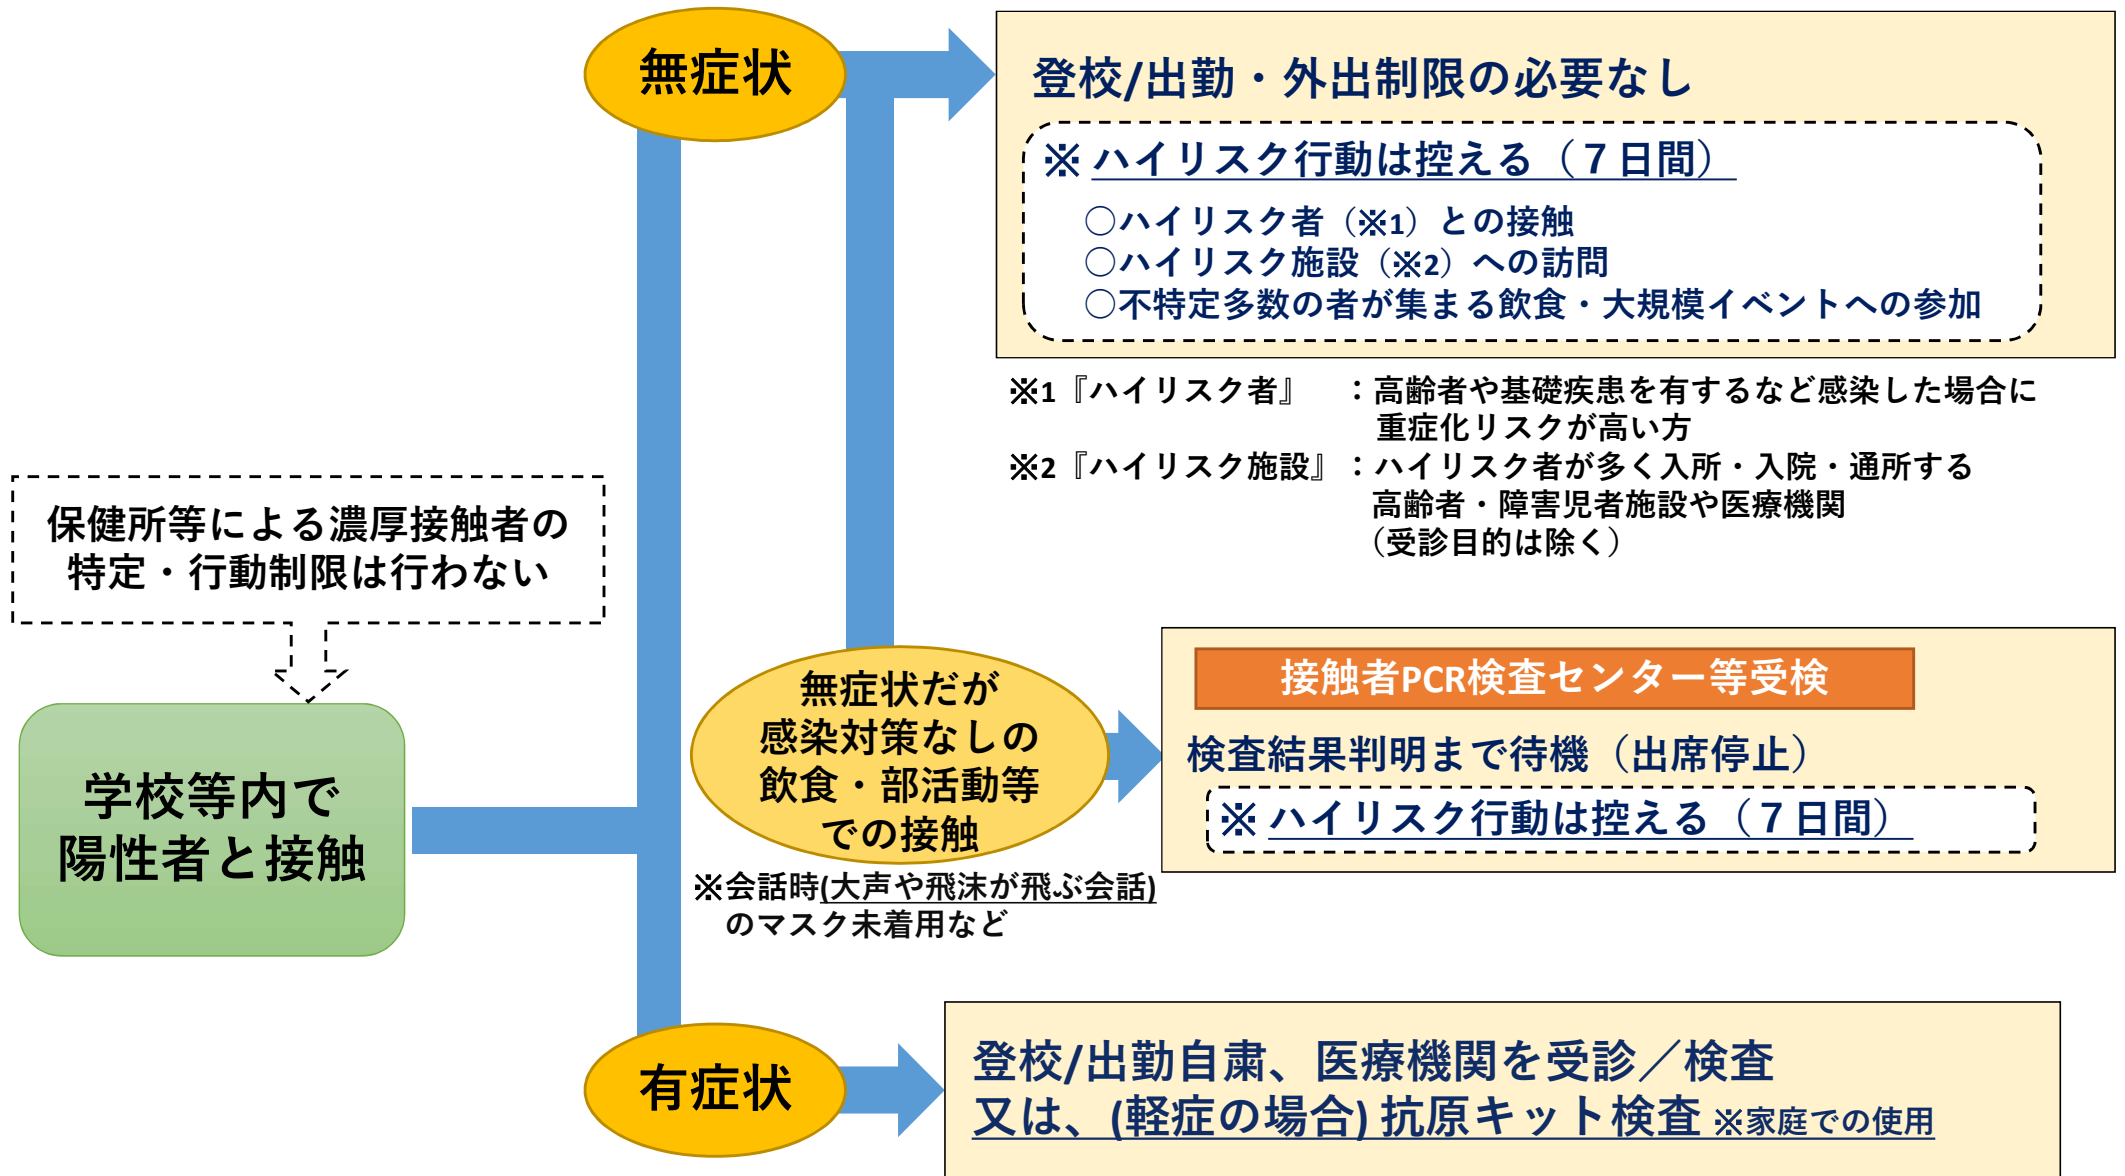 無症状
登校/出勤・外出制限の必要なし
※ ハイリスク行動は控える（７日間）
○ハイリスク者（※1）との接触
○ハイリスク施設（※2）への訪問
○不特定多数の者が集まる飲食・大規模イベントへの参加
※1『ハイリスク者』　：高齢者や基礎疾患を有するなど感染した場合に
重症化リスクが高い方
※2『ハイリスク施設』：ハイリスク者が多く入所・入院・通所する
高齢者・障害児者施設や医療機関
（受診目的は除く）
保健所等による濃厚接触者の
特定・行動制限は行わない
学校等内で
陽性者と接触
無症状だが
感染対策なしの
飲食・部活動等
での接触
※会話時(大声や飛沫が飛ぶ会話)
のマスク未着用など
接触者PCR検査センター等受検
検査結果判明まで待機（出席停止）
※ ハイリスク行動は控える（７日間）
有症状
登校/出勤自粛、医療機関を受診／検査
又は、(軽症の場合) 抗原キット検査 ※家庭での使用